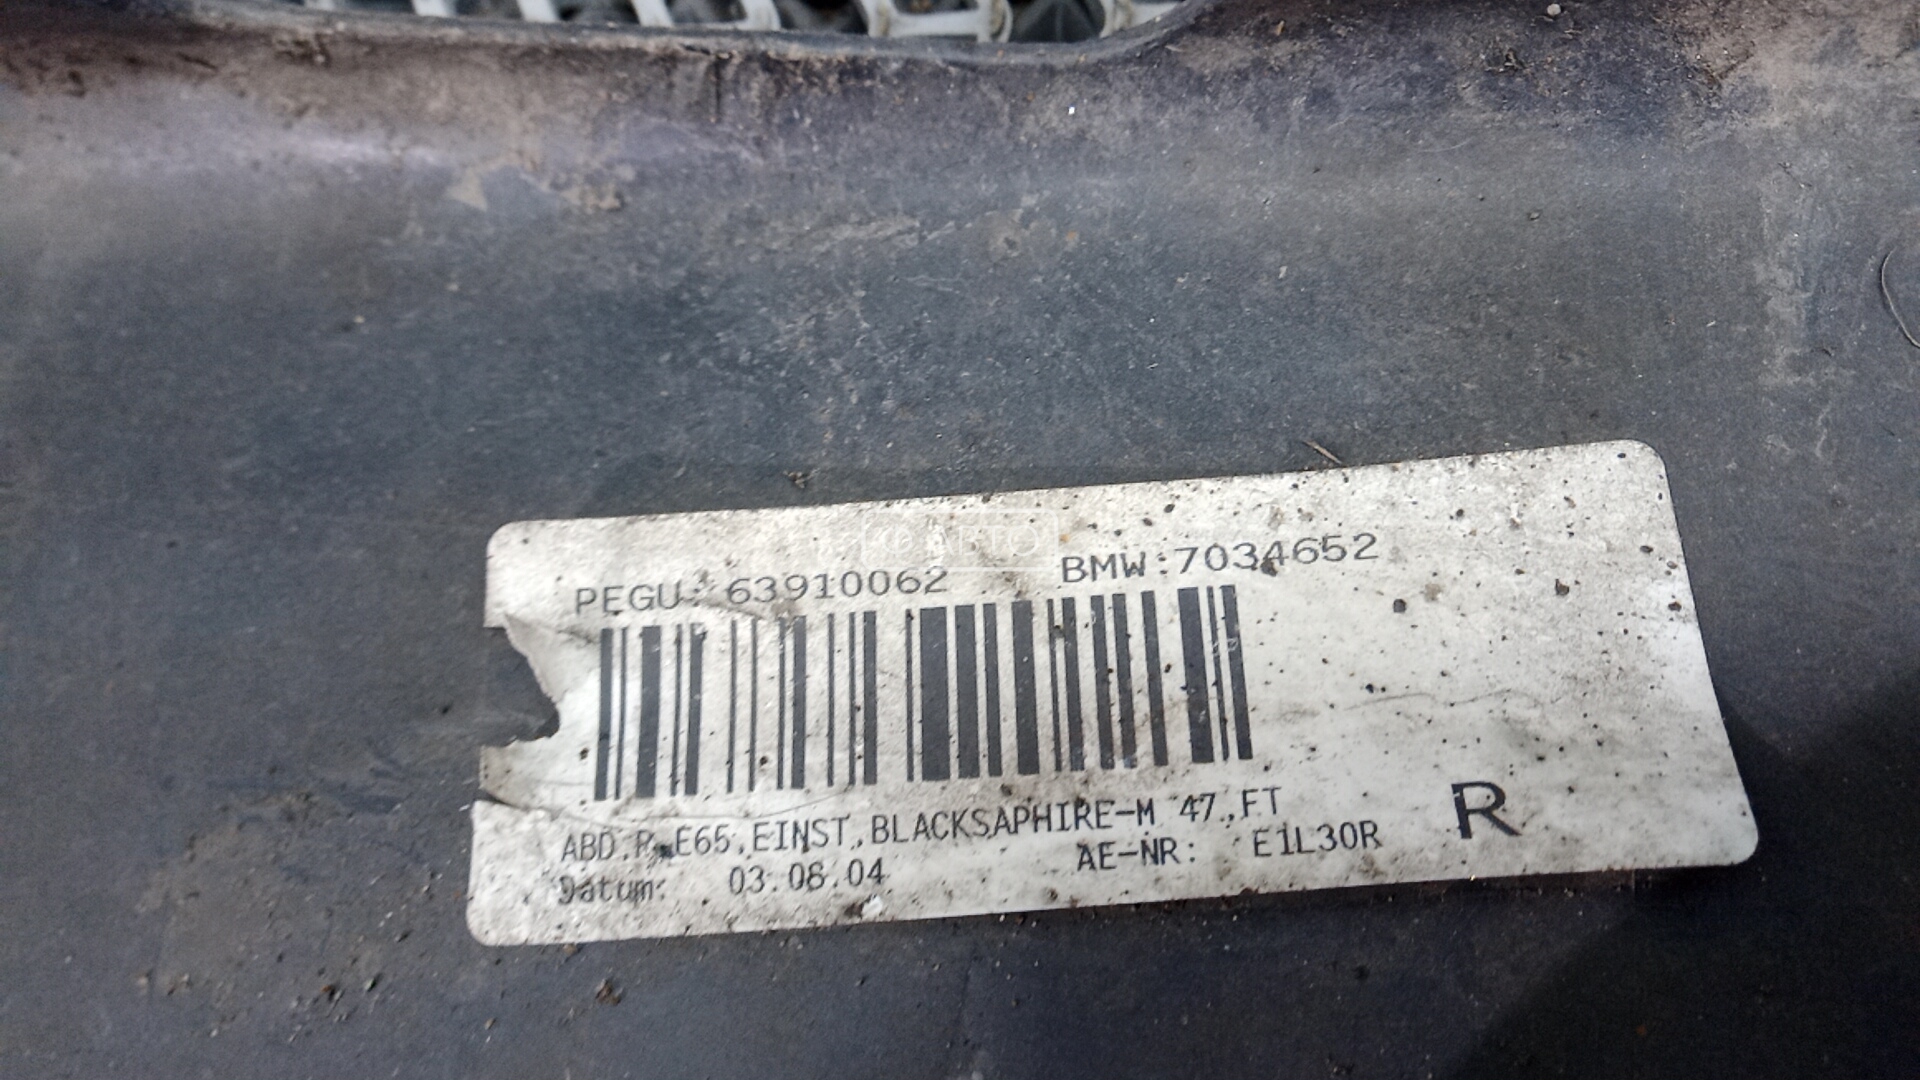 PEGU: 63910062 BMW:7034652
ABD.R.E65,EINST.,BLACKSAPHIRE-M 47.,FT
Datum: 03.08.04 AE-NR: E1L30R R